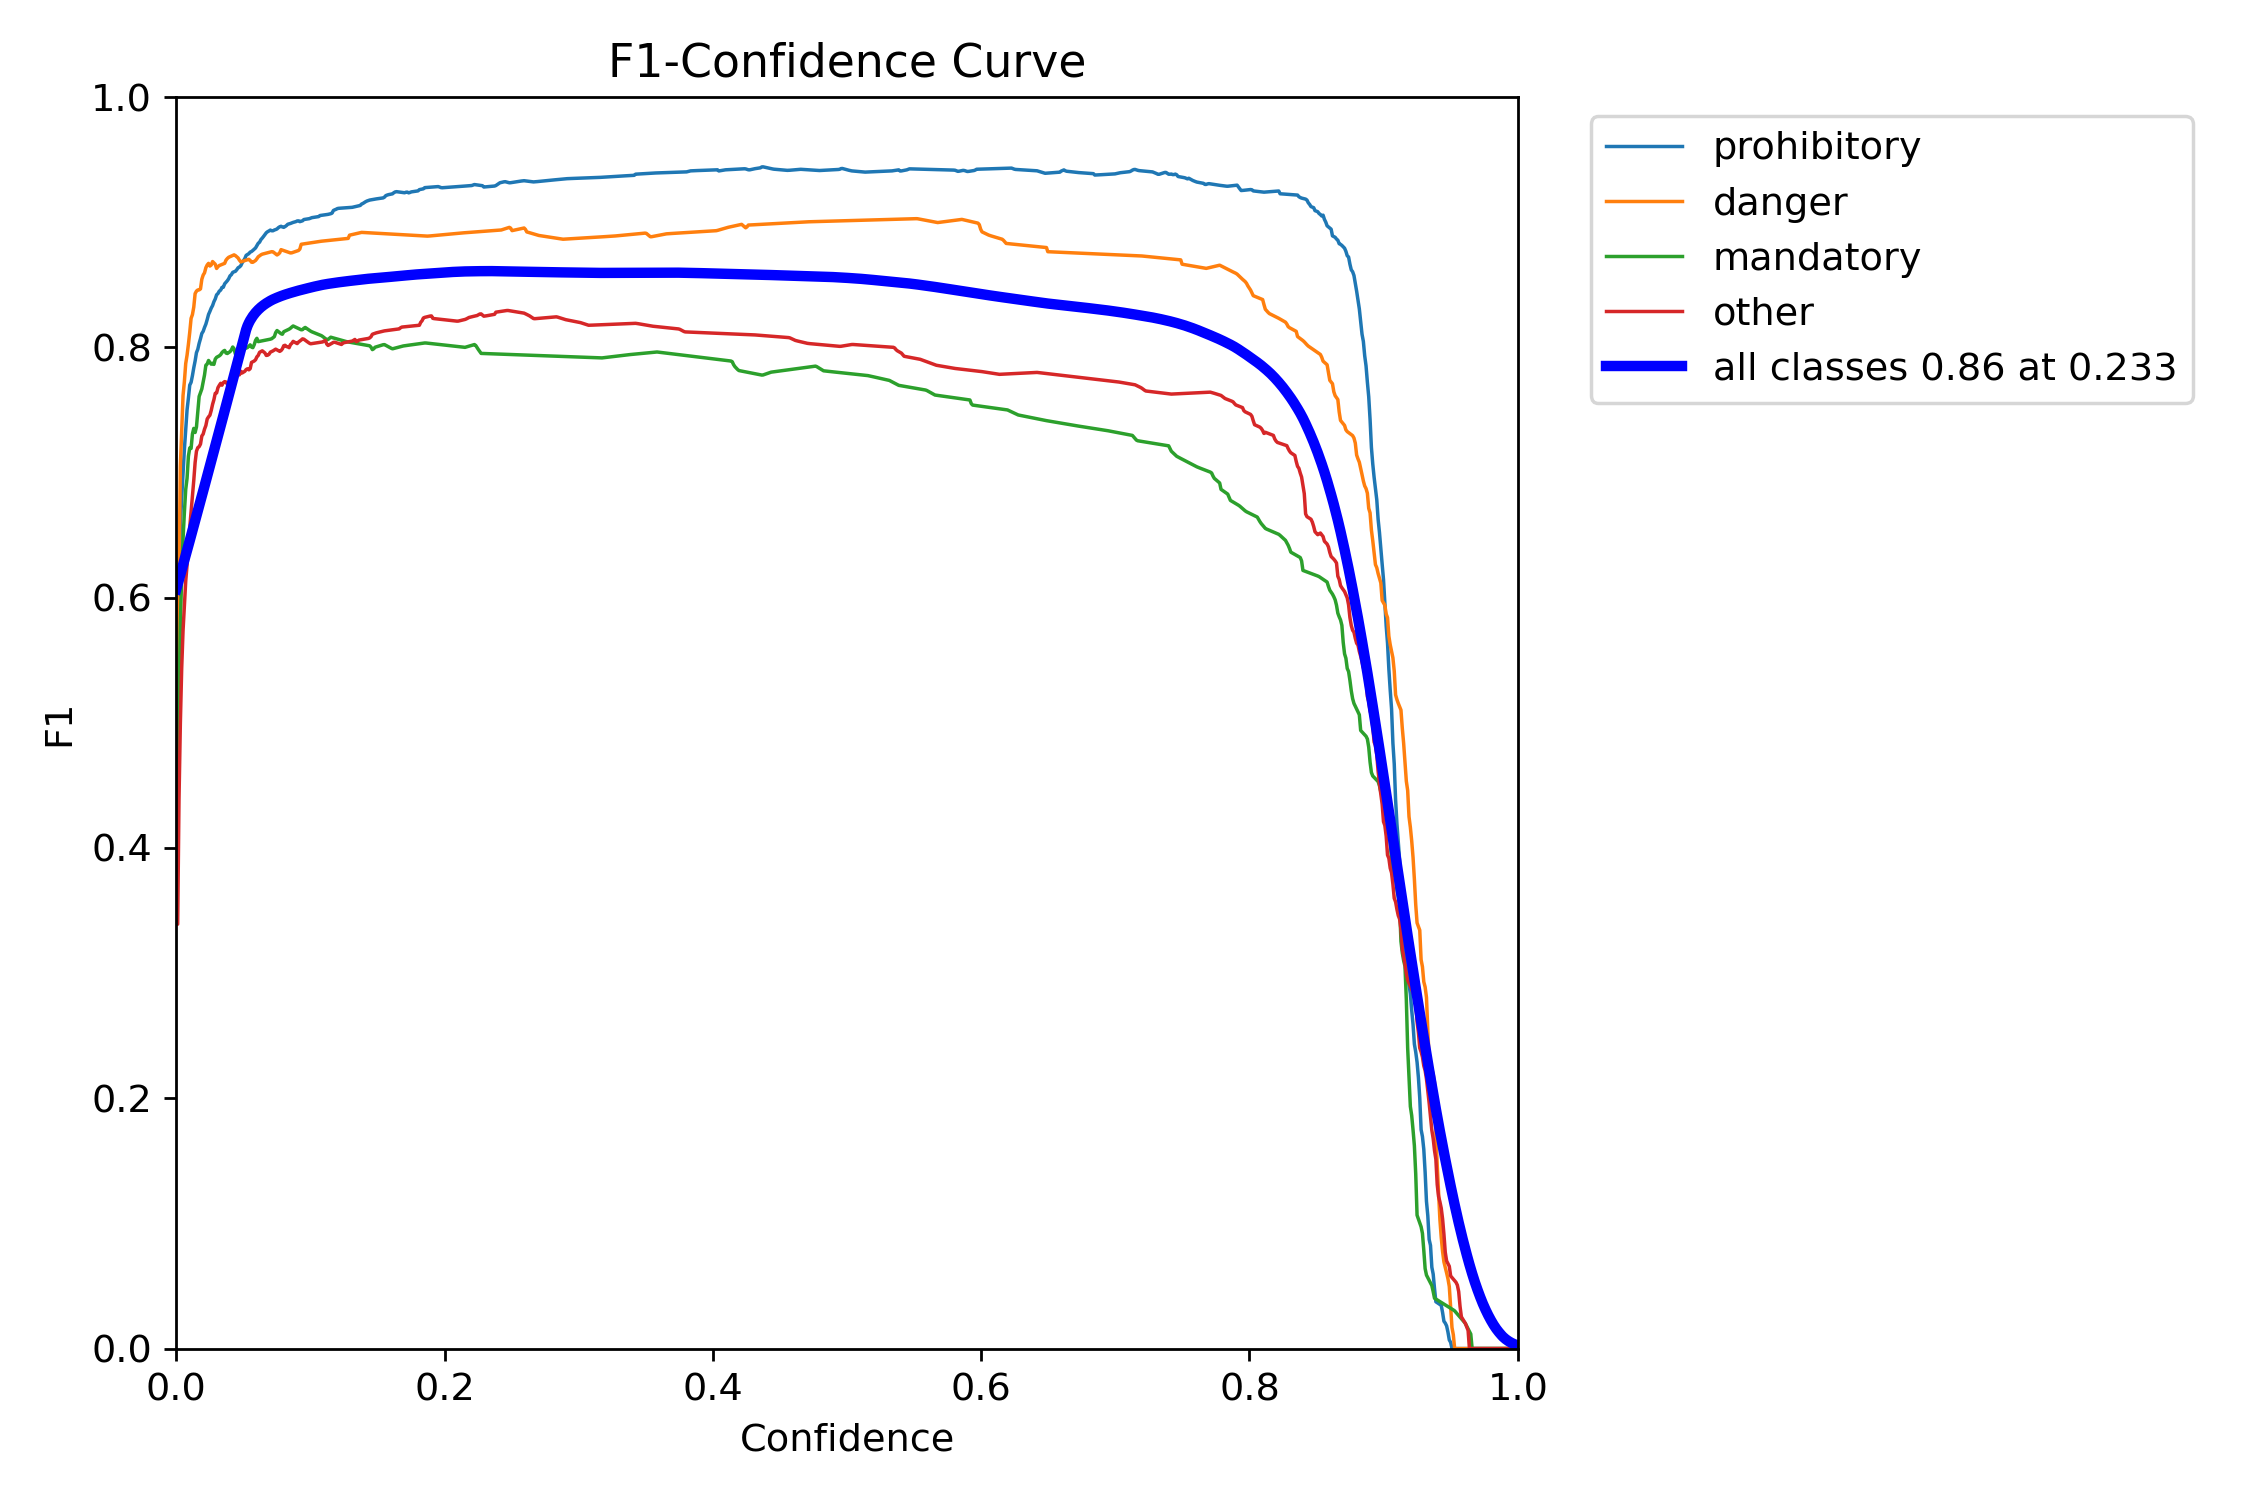 F1-Confidence Curve
1.0
0.8
0.6
0.4
0.2
0.0
F1
0.0 0.2 0.4 0.6 0.8 1.0
Confidence
prohibitory
danger
mandatory
other
all classes 0.86 at 0.233